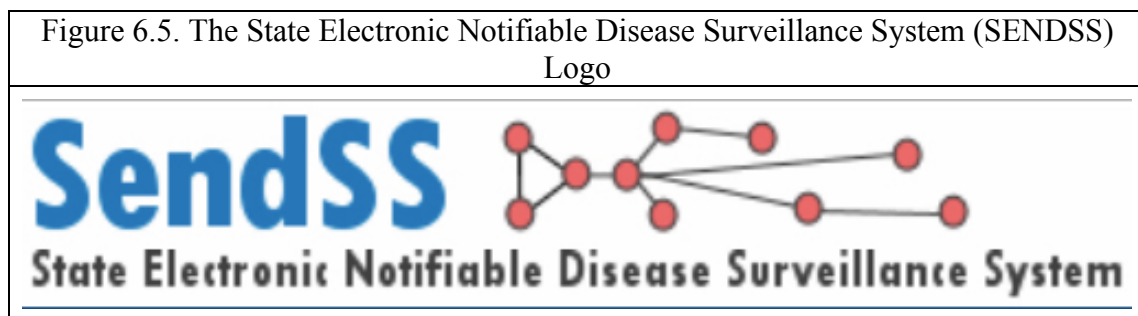 Figure 6.5. The State Electronic Notifiable Disease Surveillance System (SENDSS)
Logo
SendSS
State Electronic Notifiable Disease Surveillance System